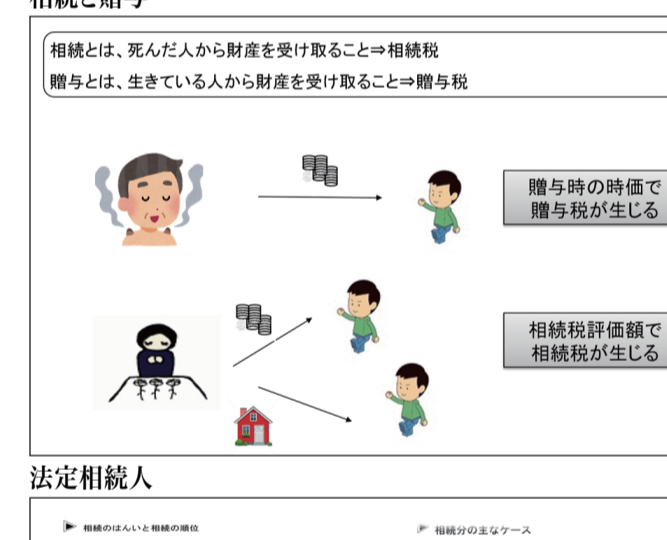 相続と贈与
相続とは、死んだ人から財産を受け取ること⇒相続税
贈与とは、生きている人から財産を受け取ること⇒贈与税
贈与時の時価で
贈与税が生じる
相続税評価額で
相続税が生じる
法定相続人
相続のはんいと相続の順位
相続分の主なケース